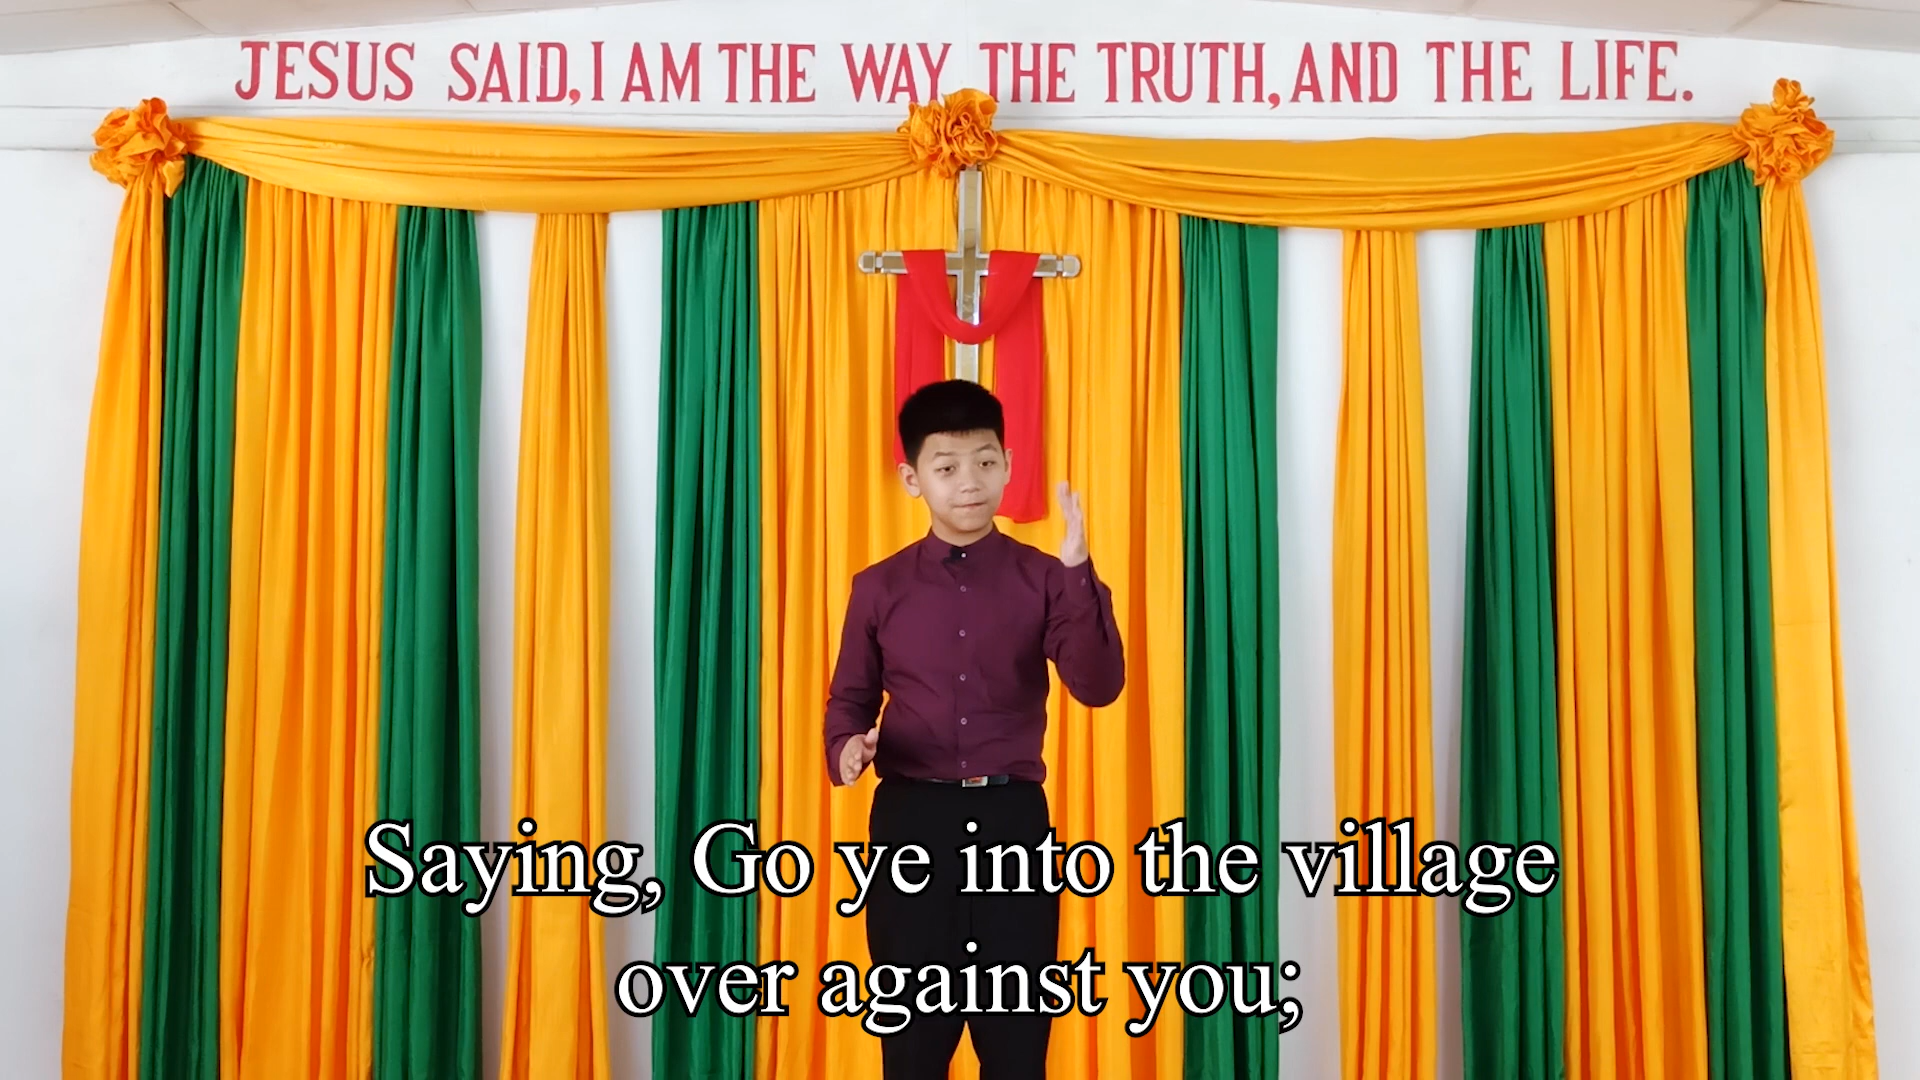 JESUS SAID, I AM THE WAY THE TRUTH, AND THE LIFE.
Saying, Go ye into the village
over against you;